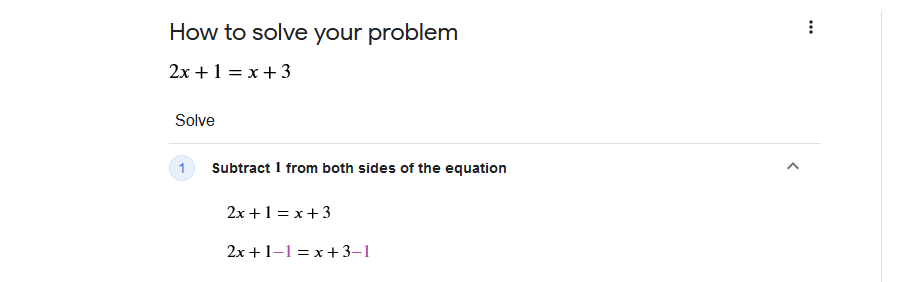 How to solve your problem
2x + 1 = x + 3
Solve
1 Subtract 1 from both sides of the equation
2x + 1 = x + 3
2x + 1−1 = x + 3−1